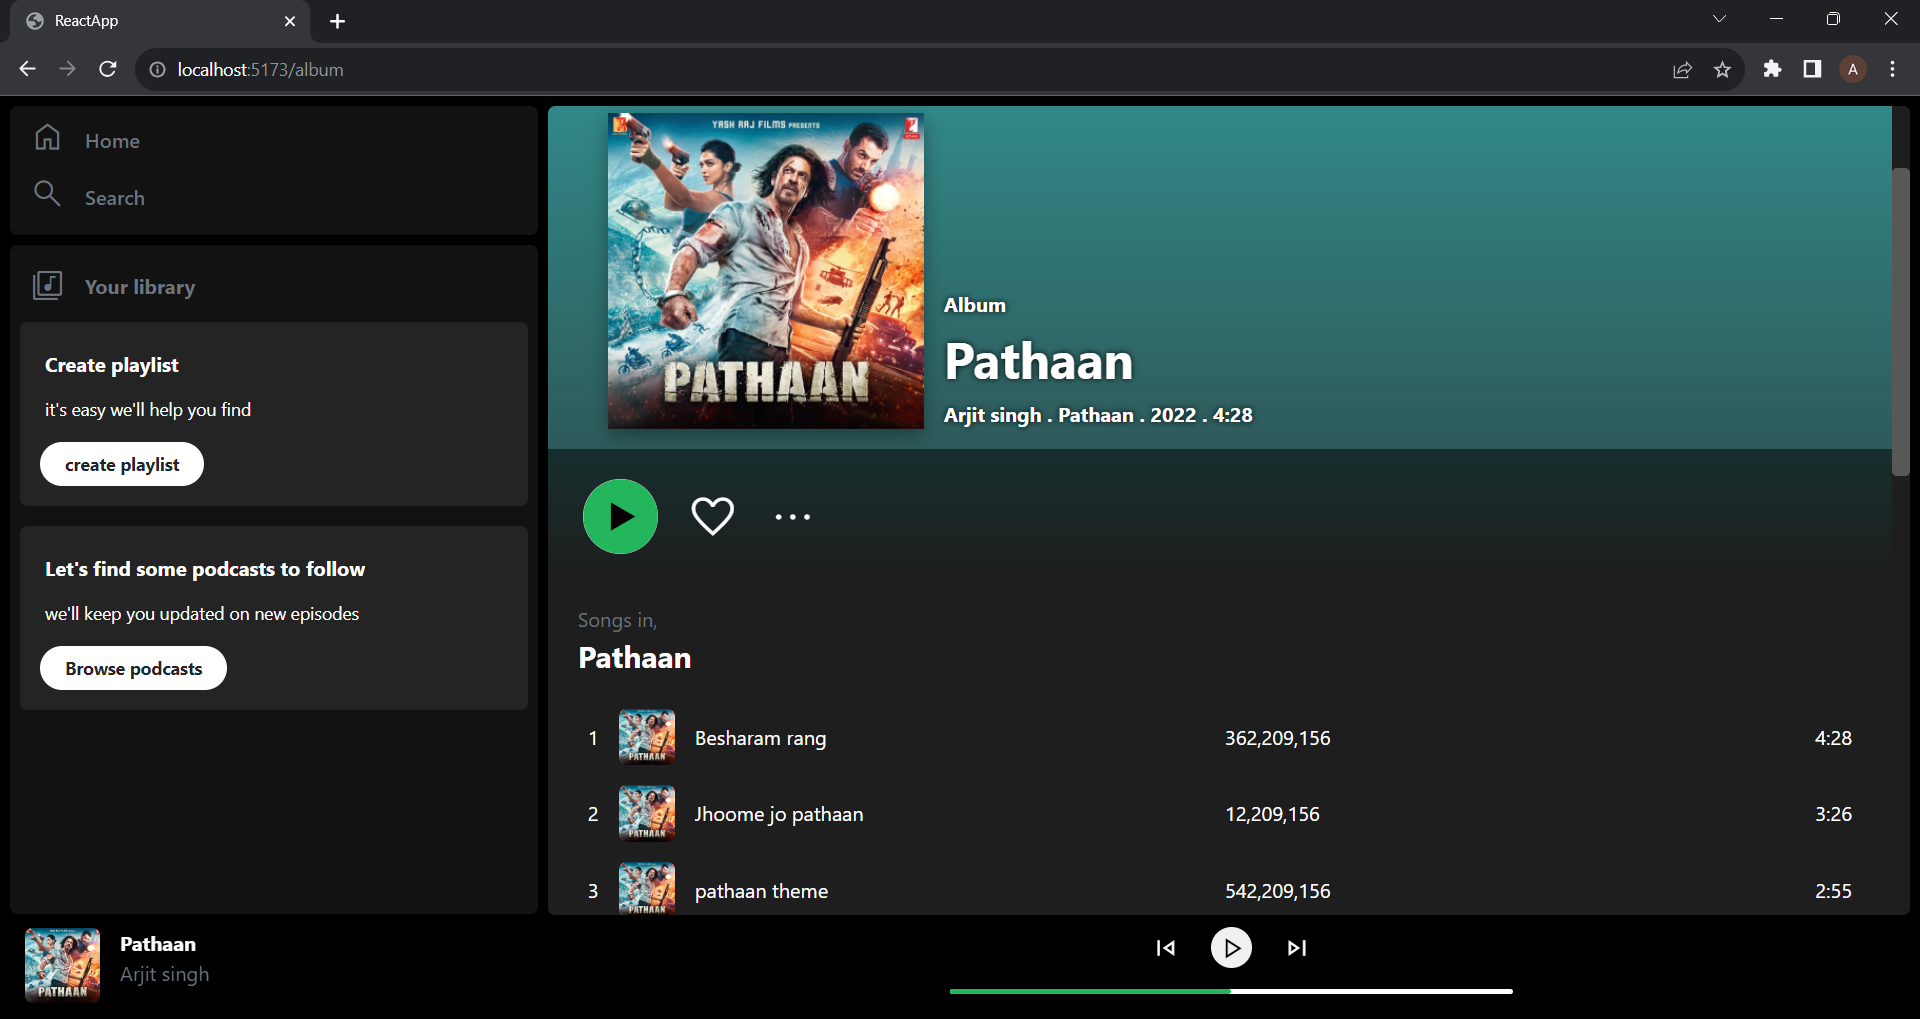 ReactApp
localhost:5173/album
A
Home
Search
Your library
Create playlist
it's easy we'll help you find
create playlist
Let's find some podcasts to follow
we'll keep you updated on new episodes
Browse podcasts
YASH RAJ FILMS PRESENTS
PATHAAN
Album
Pathaan
Arjit singh . Pathaan . 2022 . 4:28
Songs in,
Pathaan
1 PATHAAN Besharam rang 362,209,156 4:28
2 PATHAAN Jhoome jo pathaan 12,209,156 3:26
3 PATHAAN pathaan theme 542,209,156 2:55
PATHAAN
Pathaan
Arjit singh